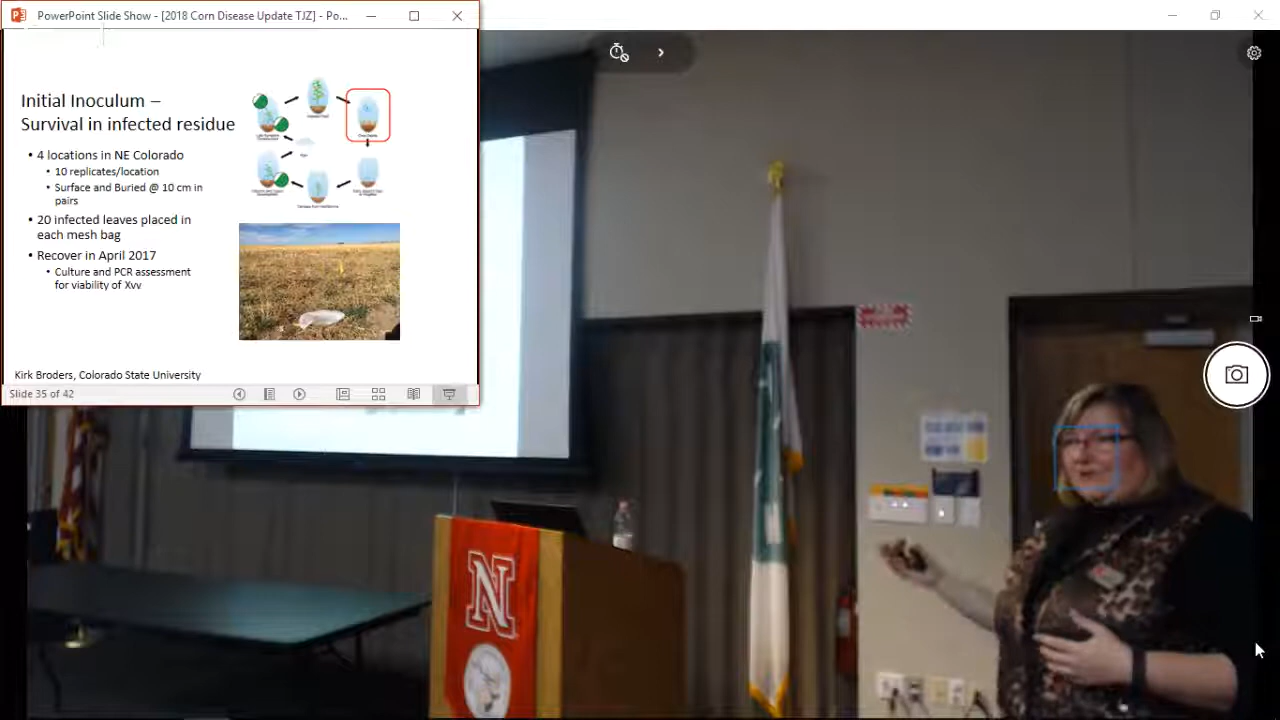 PowerPoint Slide Show - [2018 Corn Disease Update TJZ] - Po...
Initial Inoculum –
Survival in infected residue
• 4 locations in NE Colorado
• 10 replicates/location
• Surface and Buried @ 10 cm in
pairs
• 20 infected leaves placed in
each mesh bag
• Recover in April 2017
• Culture and PCR assessment
for viability of Xvv
Kirk Broders, Colorado State University
Slide 35 of 42
N